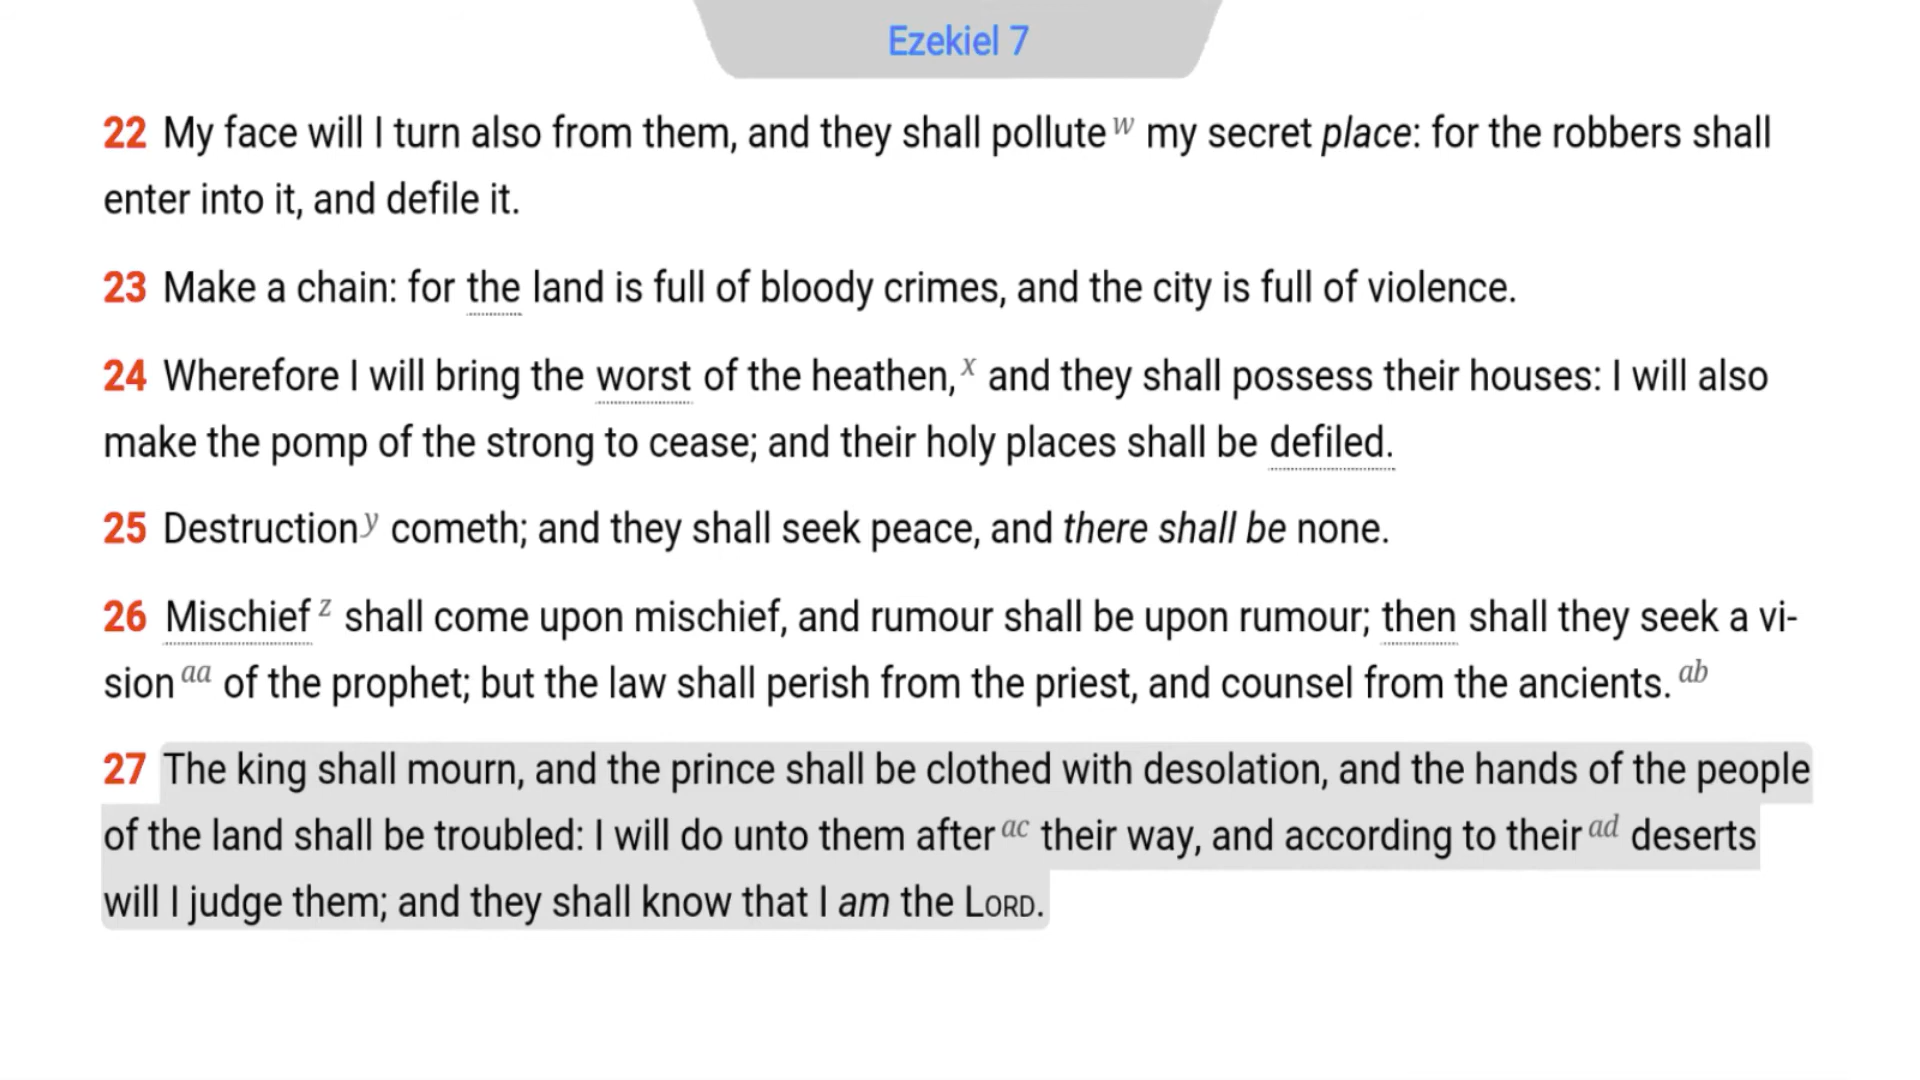 Ezekiel 7
22 My face will I turn also from them, and they shall pollute w my secret place: for the robbers shall
enter into it, and defile it.
23 Make a chain: for the land is full of bloody crimes, and the city is full of violence.
24 Wherefore I will bring the worst of the heathen, x and they shall possess their houses: I will also
make the pomp of the strong to cease; and their holy places shall be defiled.
25 Destruction y cometh; and they shall seek peace, and there shall be none.
26 Mischief z shall come upon mischief, and rumour shall be upon rumour; then shall they seek a vi-
sion aa of the prophet; but the law shall perish from the priest, and counsel from the ancients. ab
27 The king shall mourn, and the prince shall be clothed with desolation, and the hands of the people
of the land shall be troubled: I will do unto them after ac their way, and according to their ad deserts
will I judge them; and they shall know that I am the LORD.